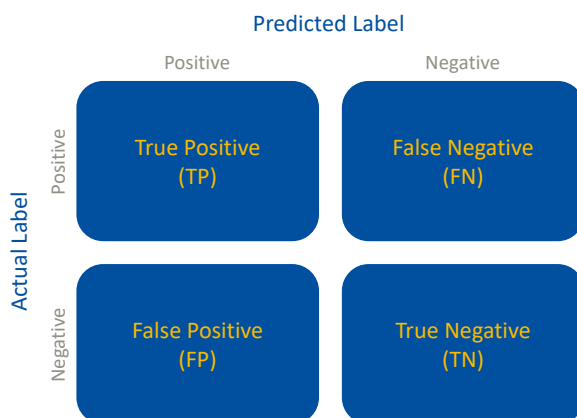 Predicted Label
Positive
Negative
Actual Label
Positive
True Positive
(TP)
False Negative
(FN)
Negative
False Positive
(FP)
True Negative
(TN)